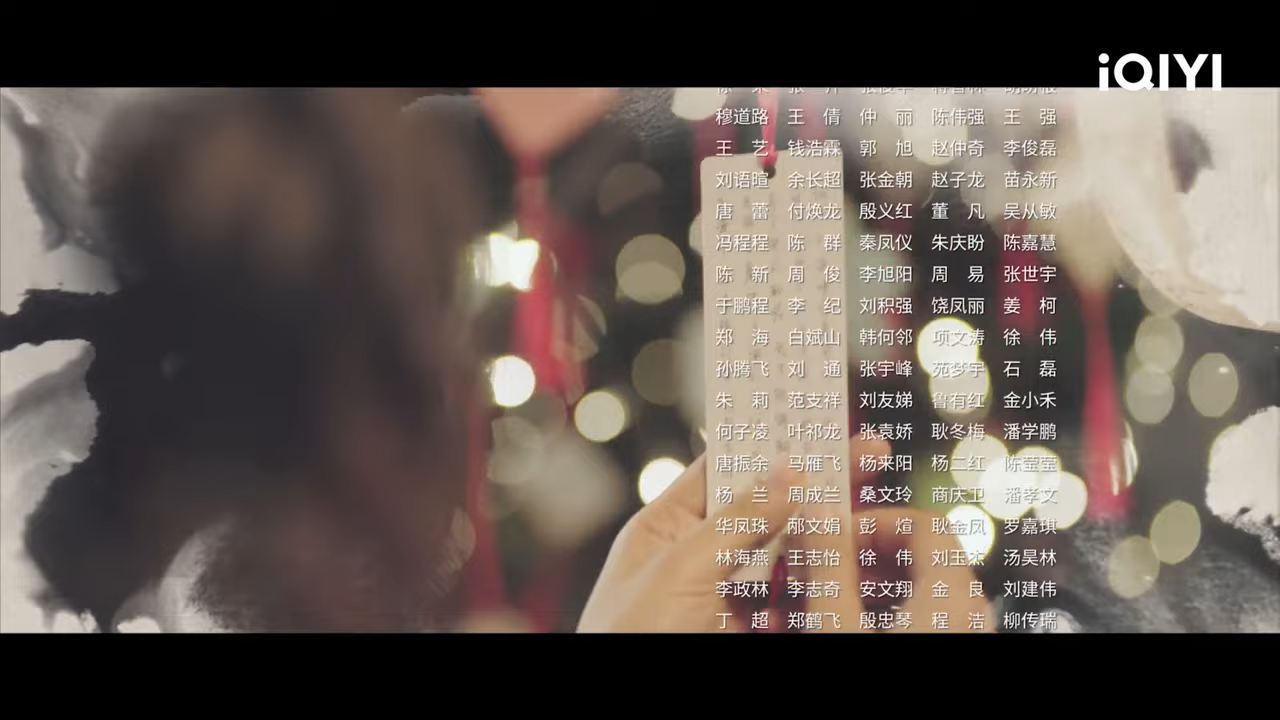 iQIYI
穆道路 王 倩 仲 丽 陈伟强 王 强
王 艺 钱浩霖 郭 旭 赵仲奇 李俊磊
刘语暄 余长超 张金朝 赵子龙 苗永新
唐 蕾 付焕龙 殷义红 董 凡 吴从敏
冯程程 陈 群 秦凤仪 朱庆盼 陈嘉慧
陈 新 周 俊 李旭阳 周 易 张世宇
于鹏程 李 纪 刘积强 饶凤丽 姜 柯
郑 海 白斌山 韩何邻 项文涛 徐 伟
孙腾飞 刘 通 张宇峰 苑梦宇 石 磊
朱 莉 范支祥 刘友娣 鲁有红 金小禾
何子凌 叶祁龙 张袁娇 耿冬梅 潘学鹏
唐振余 马雁飞 杨来阳 杨二红 陈莹莹
杨 兰 周成兰 桑文玲 商庆卫 潘孝文
华凤珠 邴文娟 彭 煊 耿金凤 罗嘉琪
林海燕 王志怡 徐 伟 刘玉杰 汤昊林
李政林 李志奇 安文翔 金 良 刘建伟
丁 超 郑鹤飞 殷忠琴 程 洁 柳传瑞